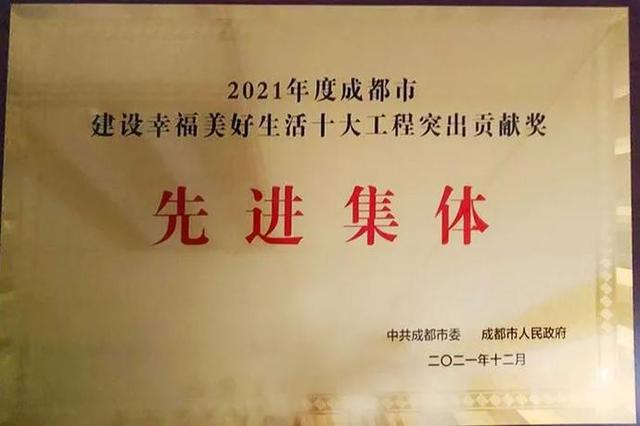 2021年度成都市
建设幸福美好生活十大工程突出贡献奖
先进集体
中共成都市委 成都市人民政府
二〇二一年十二月